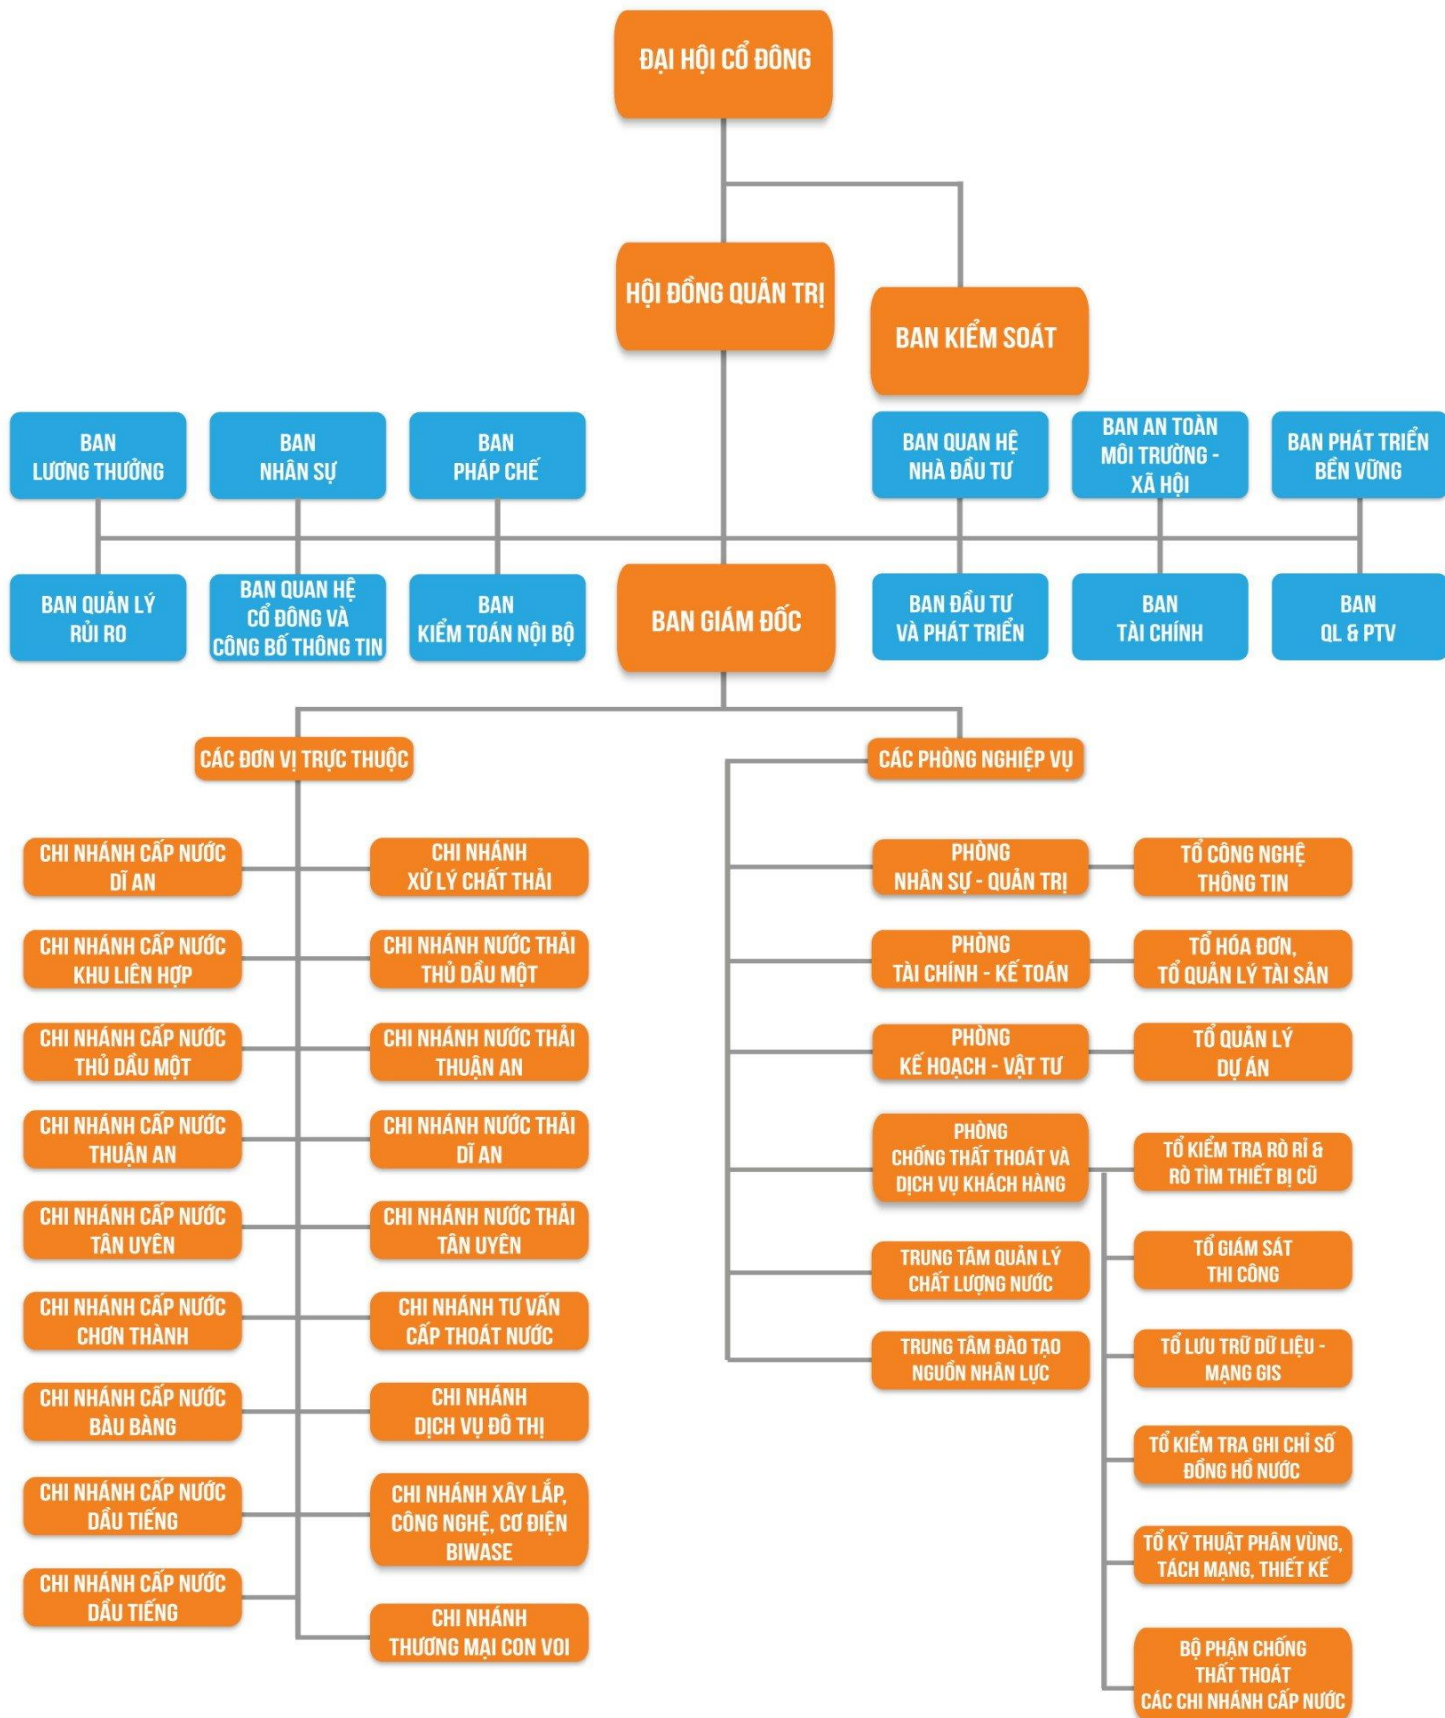 ĐẠI HỘI CỔ ĐÔNG
HỘI ĐỒNG QUẢN TRỊ
BAN KIỂM SOÁT
BAN
LƯƠNG THƯỞNG
BAN
NHÂN SỰ
BAN
PHÁP CHẾ
BAN QUAN HỆ
NHÀ ĐẦU TƯ
BAN AN TOÀN
MÔI TRƯỜNG -
XÃ HỘI
BAN PHÁT TRIỂN
BỀN VỮNG
BAN QUẢN LÝ
RỦI RO
BAN QUAN HỆ
CỔ ĐÔNG VÀ
CÔNG BỐ THÔNG TIN
BAN
KIỂM TOÁN NỘI BỘ
BAN GIÁM ĐỐC
BAN ĐẦU TƯ
VÀ PHÁT TRIỂN
BAN
TÀI CHÍNH
BAN
QL & PTV
CÁC ĐƠN VỊ TRỰC THUỘC
CHI NHÁNH CẤP NƯỚC
DĨ AN
CHI NHÁNH
XỬ LÝ CHẤT THẢI
CHI NHÁNH CẤP NƯỚC
KHU LIÊN HỢP
CHI NHÁNH NƯỚC THẢI
THỦ DẦU MỘT
CHI NHÁNH CẤP NƯỚC
THỦ DẦU MỘT
CHI NHÁNH NƯỚC THẢI
THUẬN AN
CHI NHÁNH CẤP NƯỚC
THUẬN AN
CHI NHÁNH NƯỚC THẢI
DĨ AN
CHI NHÁNH CẤP NƯỚC
TÂN UYÊN
CHI NHÁNH NƯỚC THẢI
TÂN UYÊN
CHI NHÁNH CẤP NƯỚC
CHƠN THÀNH
CHI NHÁNH TƯ VẤN
CẤP THOÁT NƯỚC
CHI NHÁNH CẤP NƯỚC
BÀU BÀNG
CHI NHÁNH
DỊCH VỤ ĐÔ THỊ
CHI NHÁNH CẤP NƯỚC
DẦU TIẾNG
CHI NHÁNH XÂY LẮP,
CÔNG NGHỆ, CƠ ĐIỆN
BIWASE
CHI NHÁNH CẤP NƯỚC
DẦU TIẾNG
CHI NHÁNH
THƯƠNG MẠI CON VOI
CÁC PHÒNG NGHIỆP VỤ
PHÒNG
NHÂN SỰ - QUẢN TRỊ
TỔ CÔNG NGHỆ
THÔNG TIN
PHÒNG
TÀI CHÍNH - KẾ TOÁN
TỔ HÓA ĐƠN,
TỔ QUẢN LÝ TÀI SẢN
PHÒNG
KẾ HOẠCH - VẬT TƯ
TỔ QUẢN LÝ
DỰ ÁN
PHÒNG
CHỐNG THẤT THOÁT VÀ
DỊCH VỤ KHÁCH HÀNG
TỔ KIỂM TRA RÒ RỈ &
RÒ TÌM THIẾT BỊ CŨ
TRUNG TÂM QUẢN LÝ
CHẤT LƯỢNG NƯỚC
TỔ GIÁM SÁT
THI CÔNG
TRUNG TÂM ĐÀO TẠO
NGUỒN NHÂN LỰC
TỔ LƯU TRỮ DỮ LIỆU -
MẠNG GIS
TỔ KIỂM TRA GHI CHỈ SỐ
ĐỒNG HỒ NƯỚC
TỔ KỸ THUẬT PHÂN VÙNG,
TÁCH MẠNG, THIẾT KẾ
BỘ PHẬN CHỐNG
THẤT THOÁT
CÁC CHI NHÁNH CẤP NƯỚC